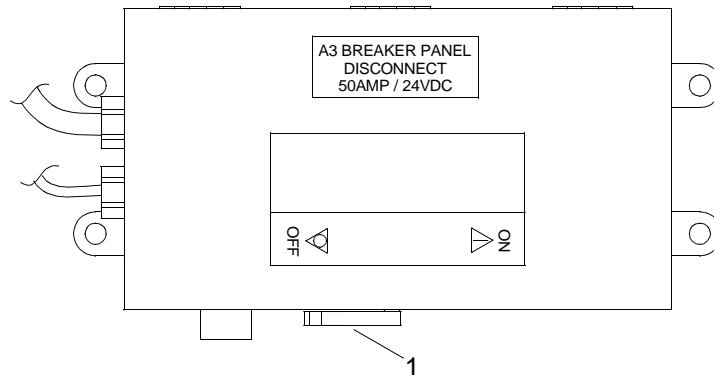 A3 BREAKER PANEL
DISCONNECT
50AMP / 24VDC
OFF
ON
1